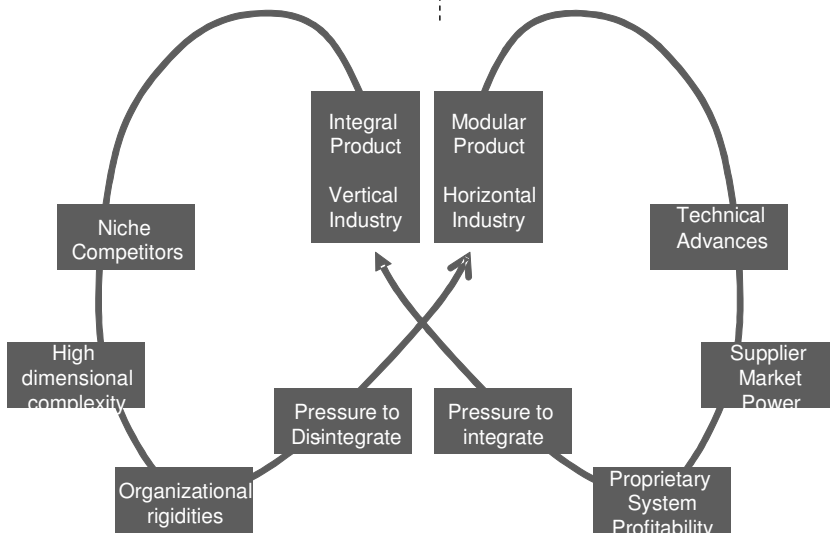 Integral
Product
Vertical
Industry
Modular
Product
Horizontal
Industry
Niche
Competitors
Technical
Advances
High
dimensional
complexity
Supplier
Market
Power
Pressure to
Disintegrate
Pressure to
integrate
Organizational
rigidities
Proprietary
System
Profitability